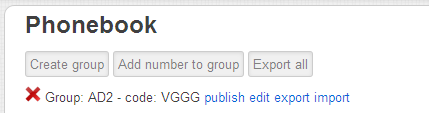 Phonebook
Create group Add number to group Export all
Group: AD2 - code: VGGG publish edit export import